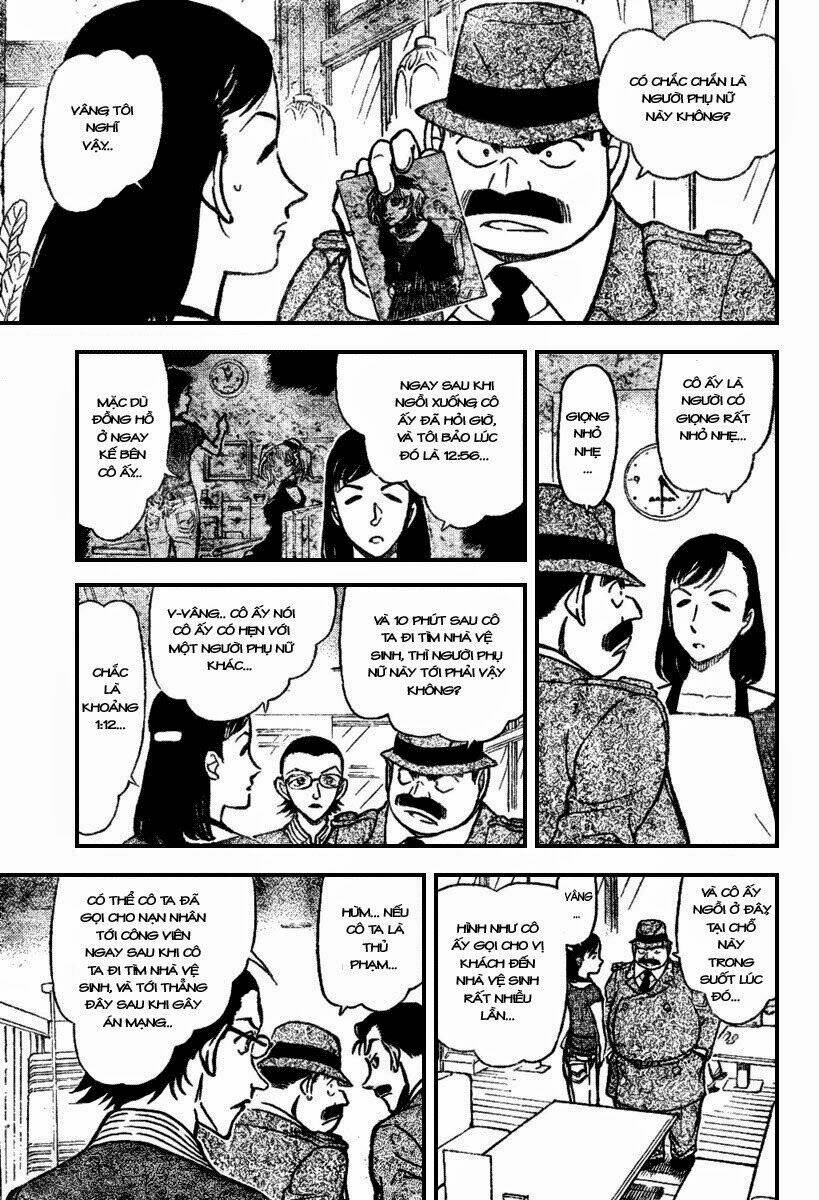 CÓ CHẮC CHẮN LÀ
NGƯỜI PHỤ NỮ
NÀY KHÔNG?
VÂNG, TÔI
NGHĨ
VẬY...
CÔ ẤY LÀ
NGƯỜI CÓ
GIỌNG RẤT
NHỎ NHẸ...
GIỌNG
NHỎ NHẸ
...
NGAY SAU KHI
NGỒI XUỐNG, CÔ
ẤY ĐÃ HỎI GIỜ,
VÀ TÔI BẢO LÚC
ĐÓ LÀ 12:56...
MẶC DÙ
ĐỒNG HỒ
Ở NGAY
KẾ BÊN
CÔ ẤY..
VÀ 10 PHÚT SAU CÔ
TA ĐI TÌM NHÀ VỆ
SINH, THÌ NGƯỜI PHỤ
NỮ NÀY TỚI PHẢI VẬY
KHÔNG?
V-VÂNG.. CÔ ẤY NÓI
CÔ ẤY CÓ HẸN VỚI
MỘT NGƯỜI PHỤ NỮ
KHÁC...
CHẮC
LÀ
KHOẢNG
1:12...
VÀ CÔ ẤY
NGỒI Ở ĐÂY,
TẠI CHỖ
NÀY
TRONG
SUỐT LÚC
ĐÓ...
VÂNG
...
HÌNH NHƯ CÔ
ẤY GỌI CHO VỊ
KHÁCH ĐẾN
NHÀ VỆ SINH
RẤT NHIỀU
LẦN...
HỪM... NẾU
CÔ TA LÀ
THỦ
PHẠM...
CÓ THỂ CÔ TA ĐÃ
GỌI CHO NẠN NHÂN
TỚI CÔNG VIÊN
NGAY SAU KHI CÔ
TA ĐI TÌM NHÀ VỆ
SINH, VÀ TỚI THẲNG
ĐÂY SAU KHI GÂY
ÁN MẠNG..